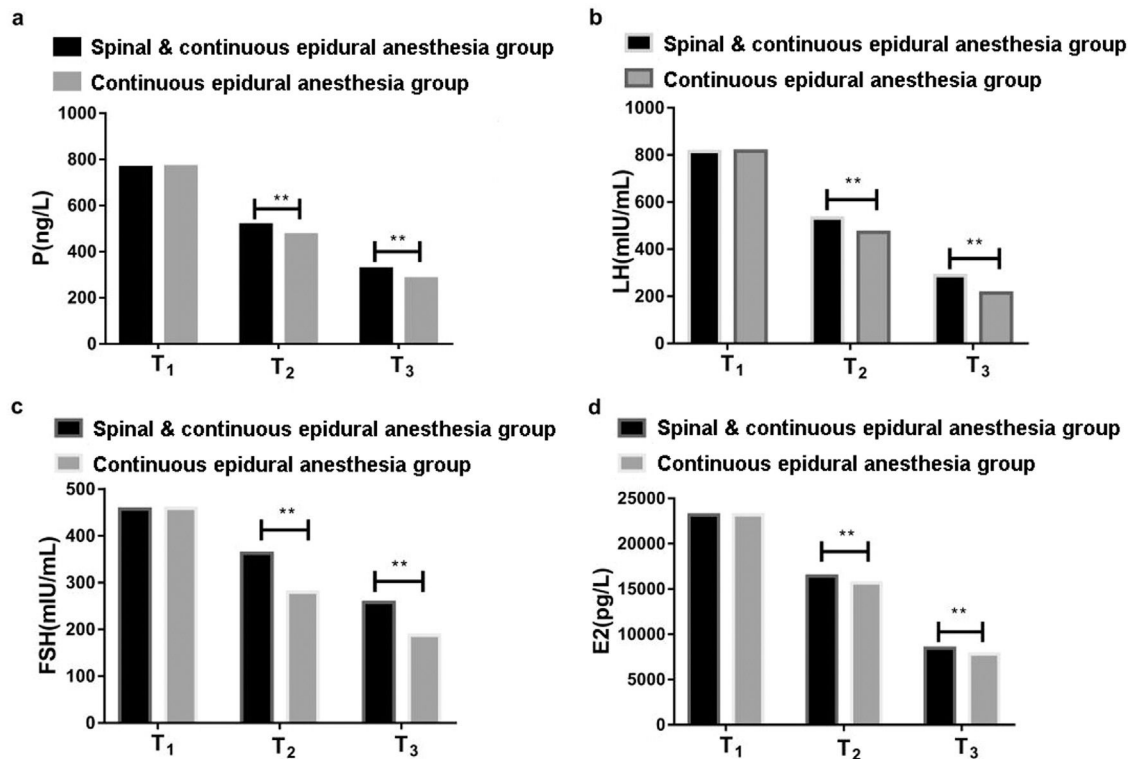 a
Spinal & continuous epidural anesthesia group
Continuous epidural anesthesia group
P(ng/L)
1000
800
600
400
200
0
**
**
T1
T2
T3
b
Spinal & continuous epidural anesthesia group
Continuous epidural anesthesia group
LH(mIU/mL)
1000
800
600
400
200
0
**
**
T1
T2
T3
c
Spinal & continuous epidural anesthesia group
Continuous epidural anesthesia group
FSH(mIU/mL)
500
400
300
200
100
0
**
**
T1
T2
T3
d
Spinal & continuous epidural anesthesia group
Continuous epidural anesthesia group
E2(pg/L)
25000
20000
15000
10000
5000
0
**
**
T1
T2
T3